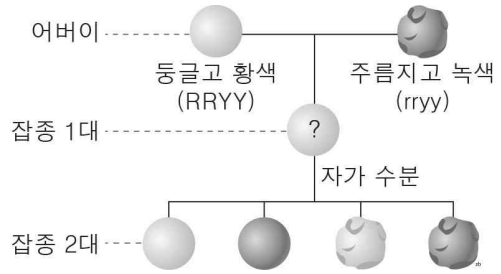 어버이
둥글고 황색
(RRYY)
주름지고 녹색
(rryy)
잡종 1대
?
자가 수분
잡종 2대